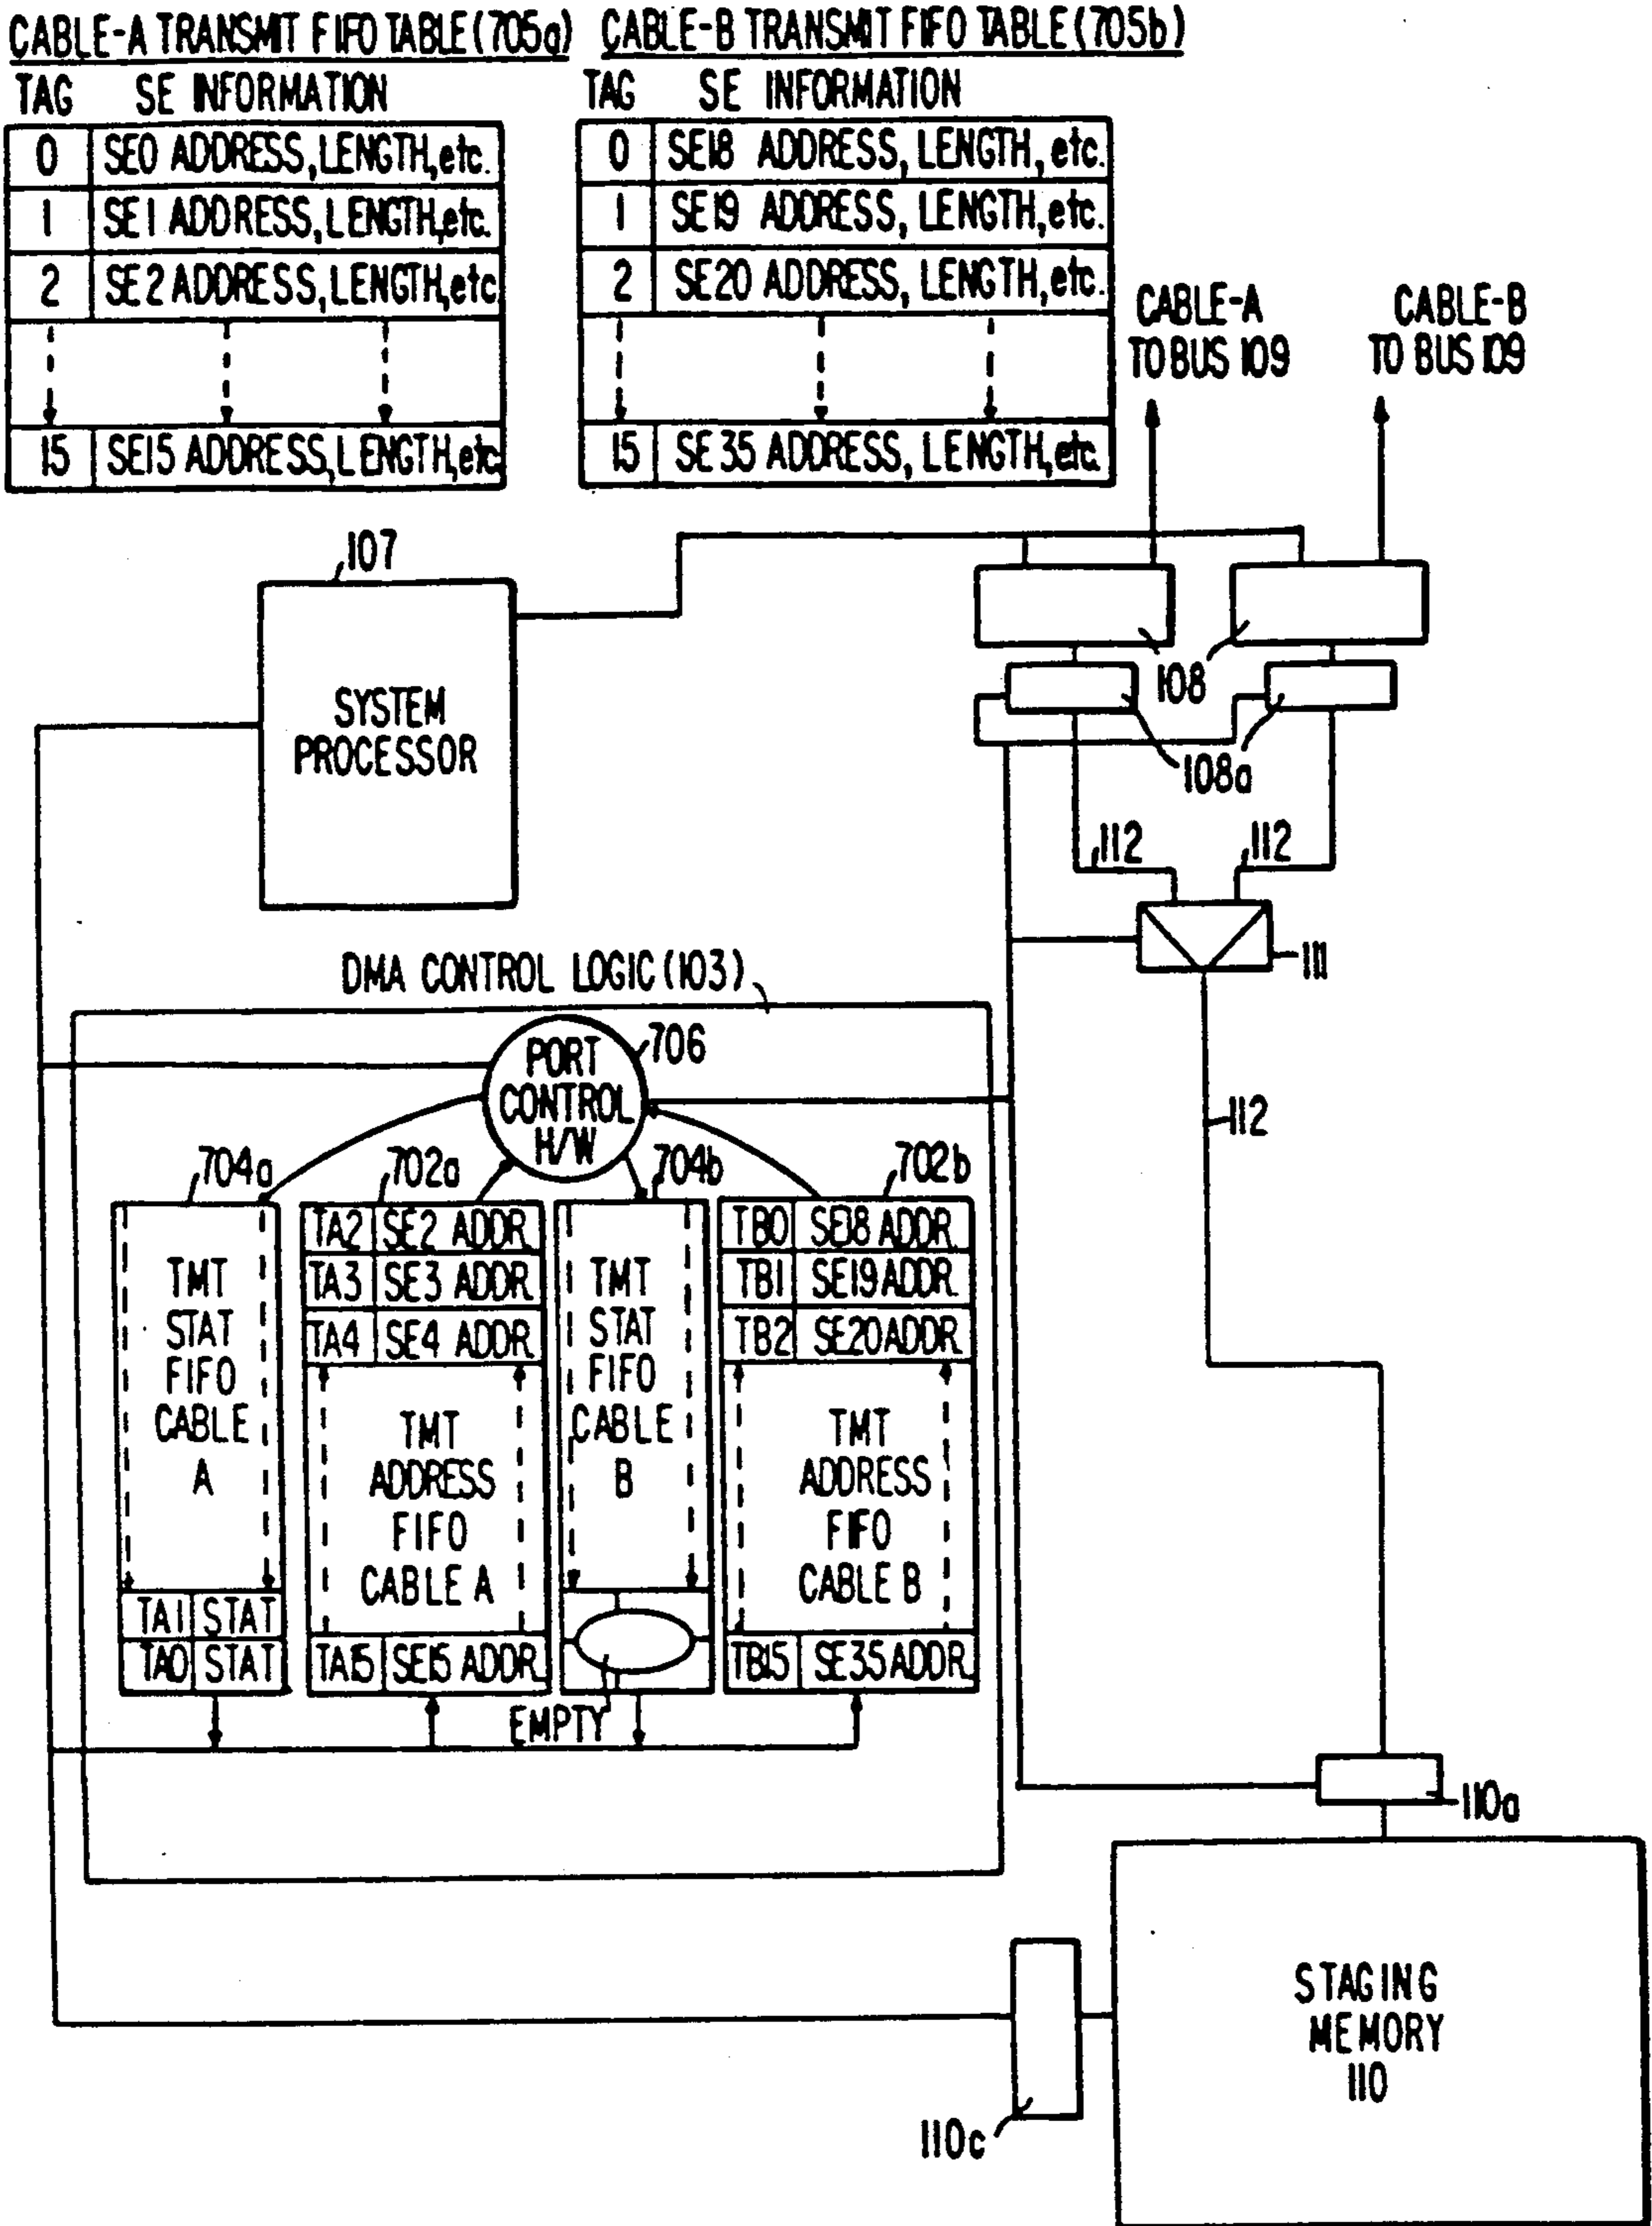 CABLE-A TRANSMIT FIFO TABLE (705a) CABLE-B TRANSMIT FIFO TABLE (705b)
TAG SE INFORMATION TAG SE INFORMATION
0 SE0 ADDRESS, LENGTH, etc. 0 SE18 ADDRESS, LENGTH, etc.
1 SE1 ADDRESS, LENGTH, etc. 1 SE19 ADDRESS, LENGTH, etc.
2 SE2 ADDRESS, LENGTH, etc 2 SE20 ADDRESS, LENGTH, etc.
15 SE15 ADDRESS, LENGTH, etc 15 SE35 ADDRESS, LENGTH, etc.
CABLE-A
TO BUS 109
CABLE-B
TO BUS 109
107
SYSTEM
PROCESSOR
108
108a
112 112
111
112
DMA CONTROL LOGIC (103)
PORT
CONTROL
H/W
706
704a 702a 704b 702b
TMT
STAT
FIFO
CABLE
A
TA1 STAT
TA0 STAT
TA2 SE2 ADDR.
TA3 SE3 ADDR.
TA4 SE4 ADDR.
TMT
ADDRESS
FIFO
CABLE A
TA15 SE15 ADDR.
TMT
STAT
FIFO
CABLE
B
EMPTY
TB0 SE18 ADDR.
TB1 SE19 ADDR.
TB2 SE20 ADDR.
TMT
ADDRESS
FIFO
CABLE B
TB15 SE35 ADDR.
110a
STAGING
MEMORY
110
110c